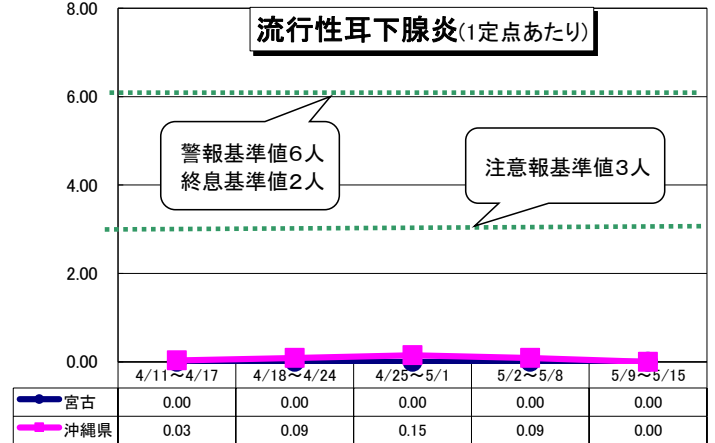 流行性耳下腺炎(1定点あたり)
8.00
6.00
4.00
2.00
0.00
警報基準値6人
終息基準値2人
注意報基準値3人
4/11～4/17 4/18～4/24 4/25～5/1 5/2～5/8 5/9～5/15
宮古 0.00 0.00 0.00 0.00 0.00
沖縄県 0.03 0.09 0.15 0.09 0.00